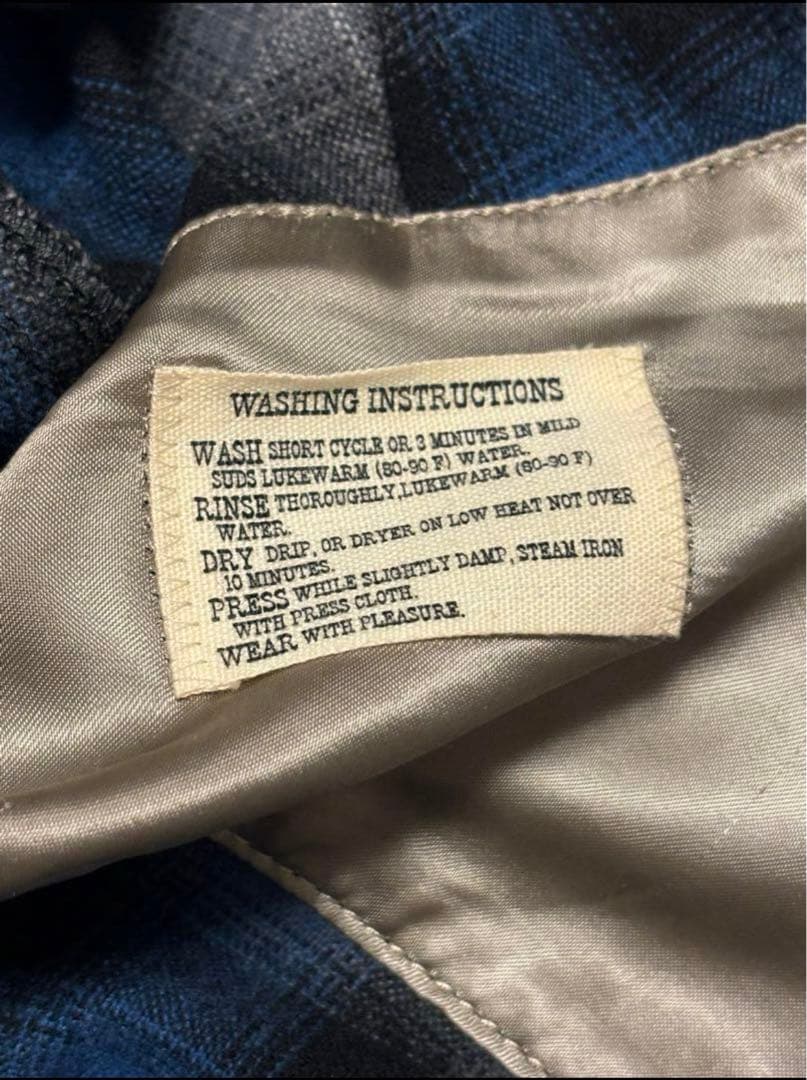 WASHING INSTRUCTIONS
WASH SHORT CYCLE OR 3 MINUTES IN MILD
SUDS LUKEWARM (80-90 F) WATER.
RINSE THOROUGHLY,LUKEWARM (80-90 F)
WATER.
DRY DRIP, OR DRYER ON LOW HEAT NOT OVER
10 MINUTES.
PRESS WHILE SLIGHTLY DAMP, STEAM IRON
WITH PRESS CLOTH.
WEAR WITH PLEASURE.